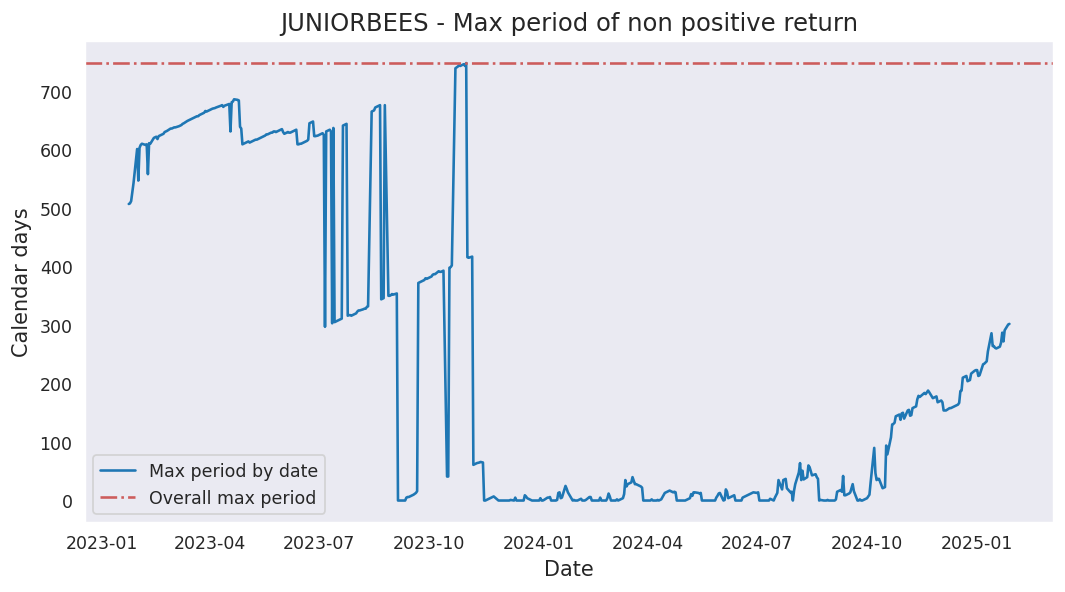 JUNIORBEES - Max period of non positive return
Calendar days
700
600
500
400
300
200
100
0
Max period by date
Overall max period
2023-01 2023-04 2023-07 2023-10 2024-01 2024-04 2024-07 2024-10 2025-01
Date